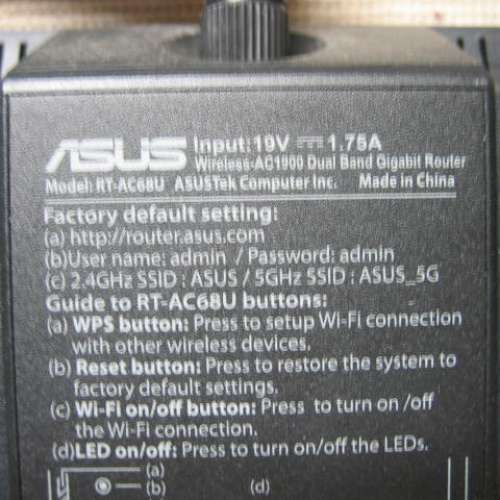 ASUS Input: 19V ⎓ 1.75A
Wireless-AC1900 Dual Band Gigabit Router
Model: RT-AC68U ASUSTek Computer Inc. Made in China
Factory default setting:
(a) http://router.asus.com
(b)User name: admin / Password: admin
(c) 2.4GHz SSID : ASUS / 5GHz SSID : ASUS_5G
Guide to RT-AC68U buttons:
(a) WPS button: Press to setup Wi-Fi connection
with other wireless devices.
(b) Reset button: Press to restore the system to
factory default settings.
(c) Wi-Fi on/off button: Press to turn on /off
the Wi-Fi connection.
(d)LED on/off: Press to turn on/off the LEDs.
(a)
(b) (d)